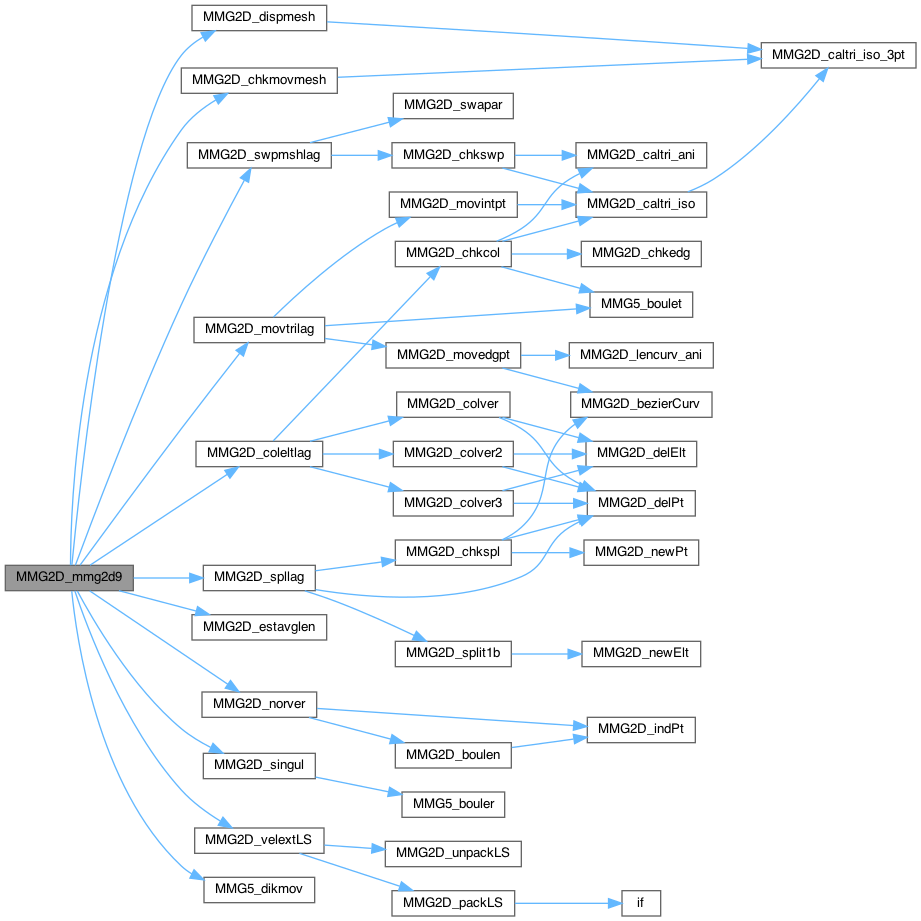 MMG2D_dispmesh
MMG2D_caltri_iso_3pt
MMG2D_chkmovmesh
MMG2D_swapar
MMG2D_swpmshlag
MMG2D_chkswp
MMG2D_caltri_ani
MMG2D_movintpt
MMG2D_caltri_iso
MMG2D_chkcol
MMG2D_chkedg
MMG5_boulet
MMG2D_movtrilag
MMG2D_movedgpt
MMG2D_lencurv_ani
MMG2D_colver
MMG2D_bezierCurv
MMG2D_coleltlag
MMG2D_colver2
MMG2D_delElt
MMG2D_colver3
MMG2D_delPt
MMG2D_chkspl
MMG2D_newPt
MMG2D_mmg2d9
MMG2D_spllag
MMG2D_estavglen
MMG2D_split1b
MMG2D_newElt
MMG2D_norver
MMG2D_indPt
MMG2D_boulen
MMG2D_singul
MMG5_bouler
MMG2D_velextLS
MMG2D_unpackLS
MMG5_dikmov
MMG2D_packLS
if